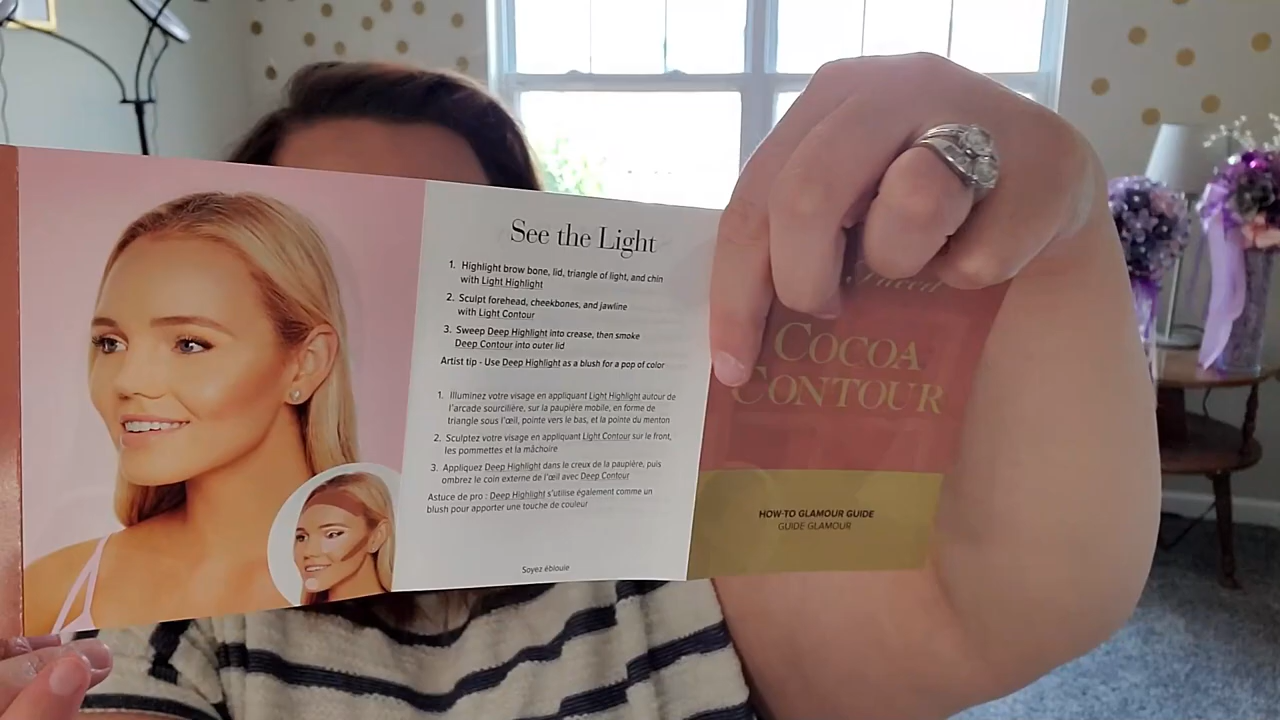 See the Light
1. Highlight brow bone, lid, triangle of light, and chin
with Light Highlight
2. Sculpt forehead, cheekbones, and jawline
with Light Contour
3. Sweep Deep Highlight into crease, then smoke
Deep Contour into outer lid
Artist tip - Use Deep Highlight as a blush for a pop of color
1. Illuminez votre visage en appliquant Light Highlight autour de
l'arcade sourcilière, sur la paupière mobile, en forme de
triangle sous l'œil, pointe vers le bas, et la pointe du menton
2. Sculptez votre visage en appliquant Light Contour sur le front,
les pommettes et la mâchoire
3. Appliquez Deep Highlight dans le creux de la paupière, puis
ombrez le coin externe de l'œil avec Deep Contour
Astuce de pro : Deep Highlight s'utilise également comme un
blush pour apporter une touche de couleur
Soyez éblouie
COCOA
CONTOUR
HOW-TO GLAMOUR GUIDE
GUIDE GLAMOUR